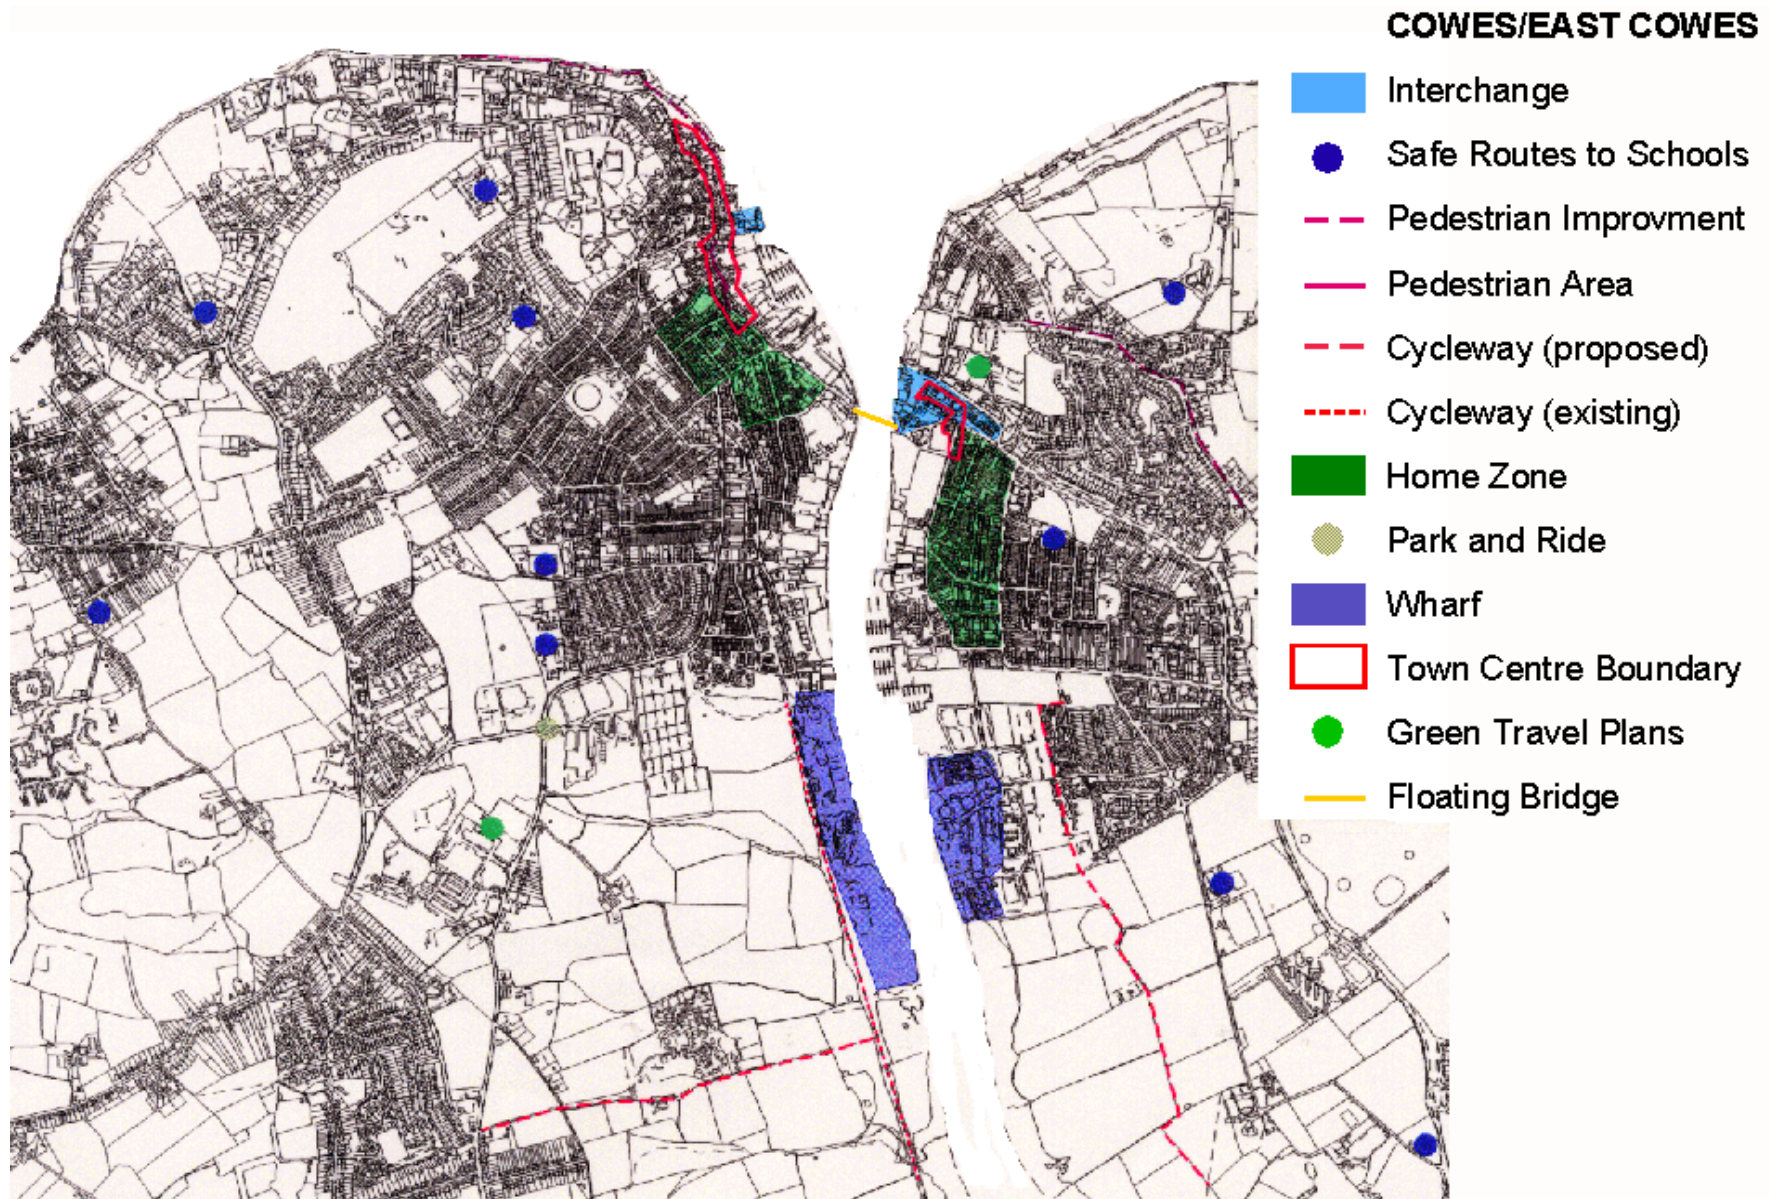 COWES/EAST COWES
Interchange
Safe Routes to Schools
Pedestrian Improvment
Pedestrian Area
Cycleway (proposed)
Cycleway (existing)
Home Zone
Park and Ride
Wharf
Town Centre Boundary
Green Travel Plans
Floating Bridge